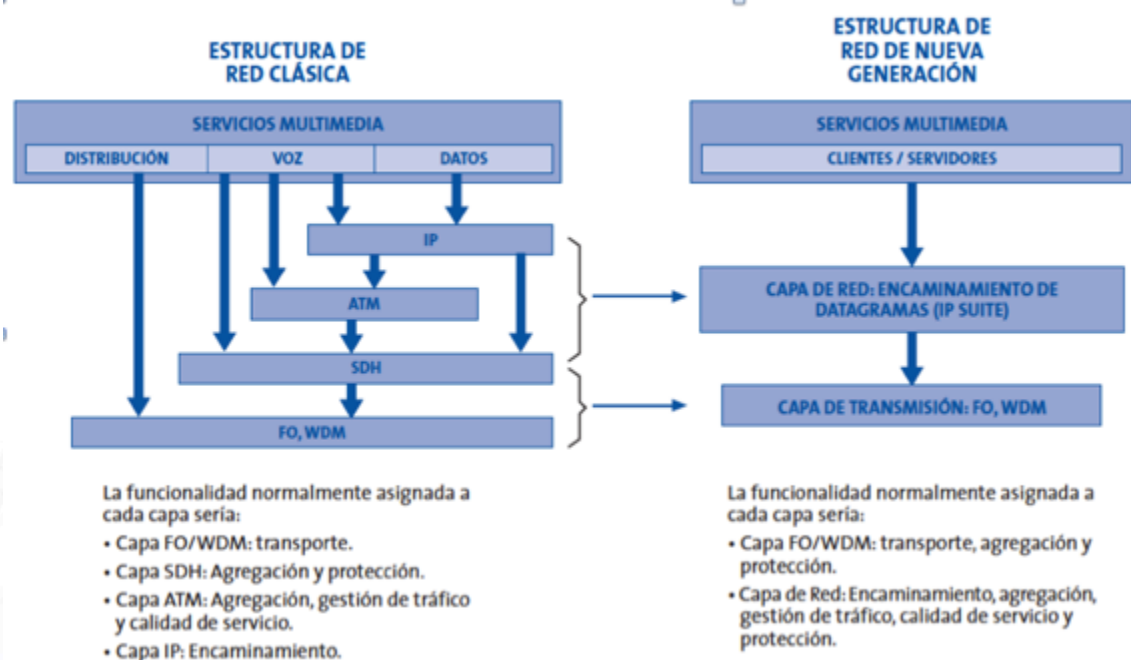 ESTRUCTURA DE
RED CLÁSICA
SERVICIOS MULTIMEDIA
DISTRIBUCIÓN
VOZ
DATOS
IP
ATM
SDH
FO, WDM
La funcionalidad normalmente asignada a
cada capa sería:
• Capa FO/WDM: transporte.
• Capa SDH: Agregación y protección.
• Capa ATM: Agregación, gestión de tráfico
y calidad de servicio.
• Capa IP: Encaminamiento.
ESTRUCTURA DE
RED DE NUEVA
GENERACIÓN
SERVICIOS MULTIMEDIA
CLIENTES / SERVIDORES
CAPA DE RED: ENCAMINAMIENTO DE
DATAGRAMAS (IP SUITE)
CAPA DE TRANSMISIÓN: FO, WDM
La funcionalidad normalmente asignada a
cada capa sería:
• Capa FO/WDM: transporte, agregación y
protección.
• Capa de Red: Encaminamiento, agregación,
gestión de tráfico, calidad de servicio y
protección.